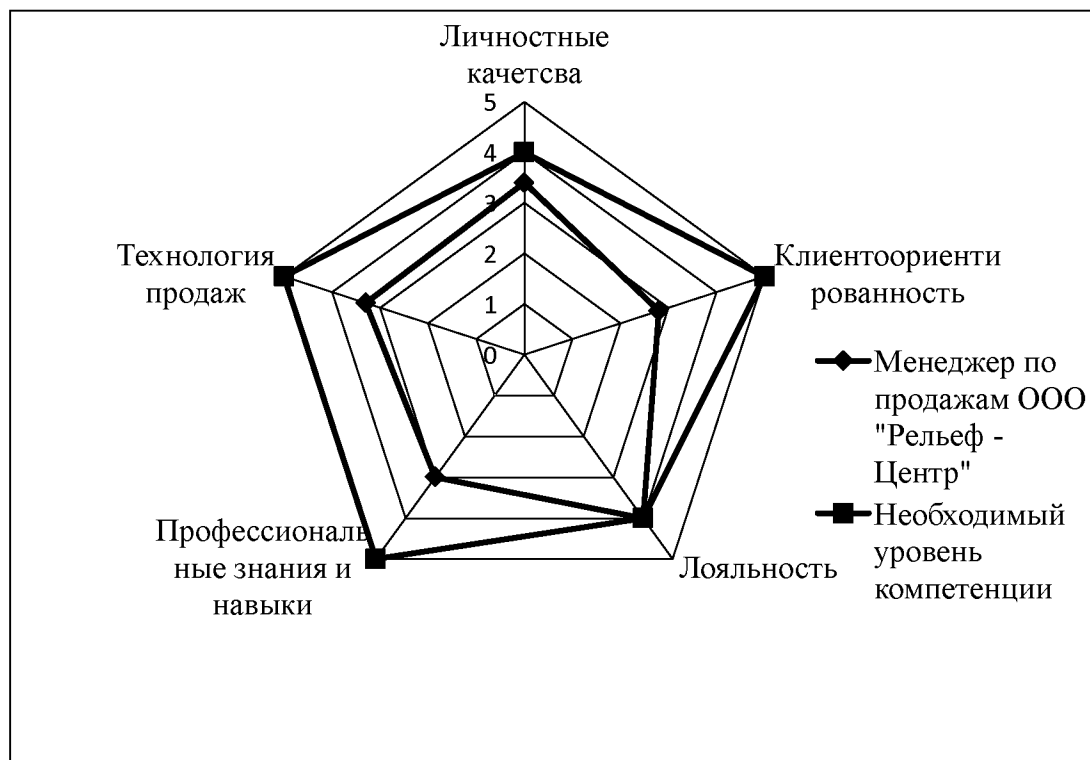 Личностные
качетсва
5
4
3
2
1
0
Клиентоориенти
рованность
Лояльность
Профессиональ
ные знания и
навыки
Технология
продаж
Менеджер по
продажам ООО
"Рельеф -
Центр"
Необходимый
уровень
компетенции